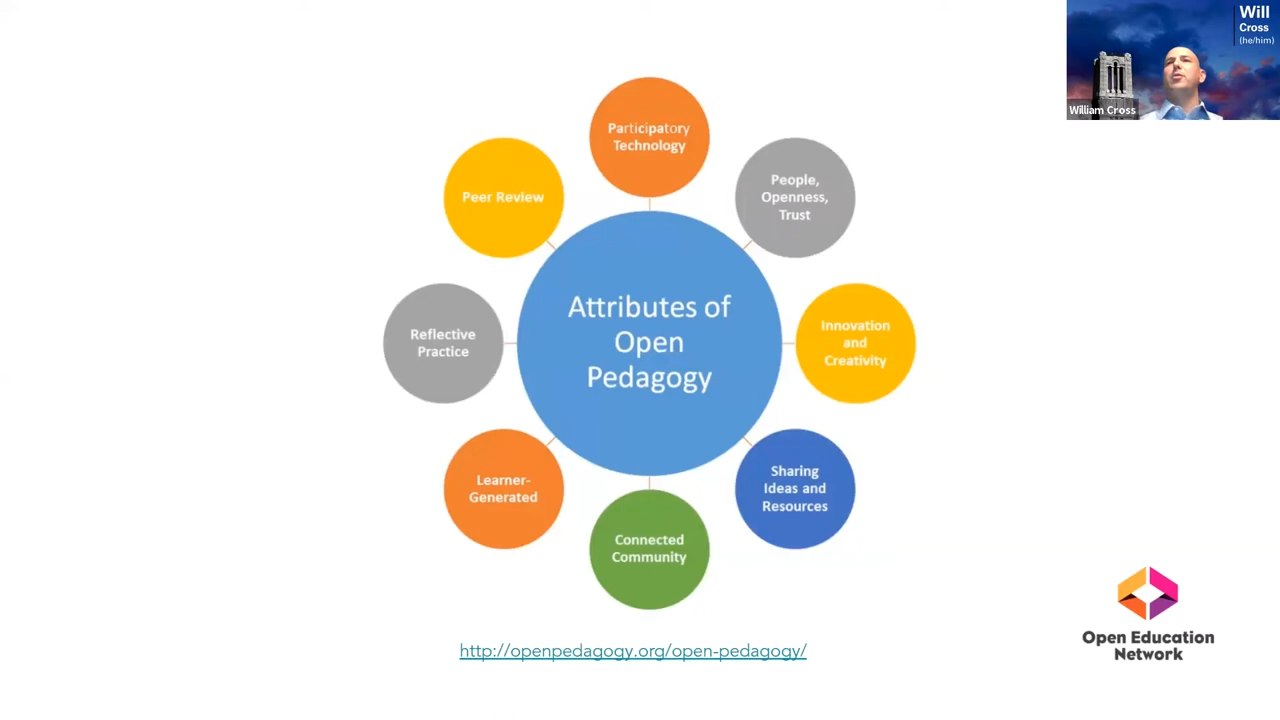 Will
Cross
(he/him)
William Cross
Participatory
Technology
People,
Openness,
Trust
Innovation
and
Creativity
Sharing
Ideas and
Resources
Connected
Community
Learner-
Generated
Reflective
Practice
Peer Review
Attributes of
Open
Pedagogy
http://openpedagogy.org/open-pedagogy/
Open Education
Network